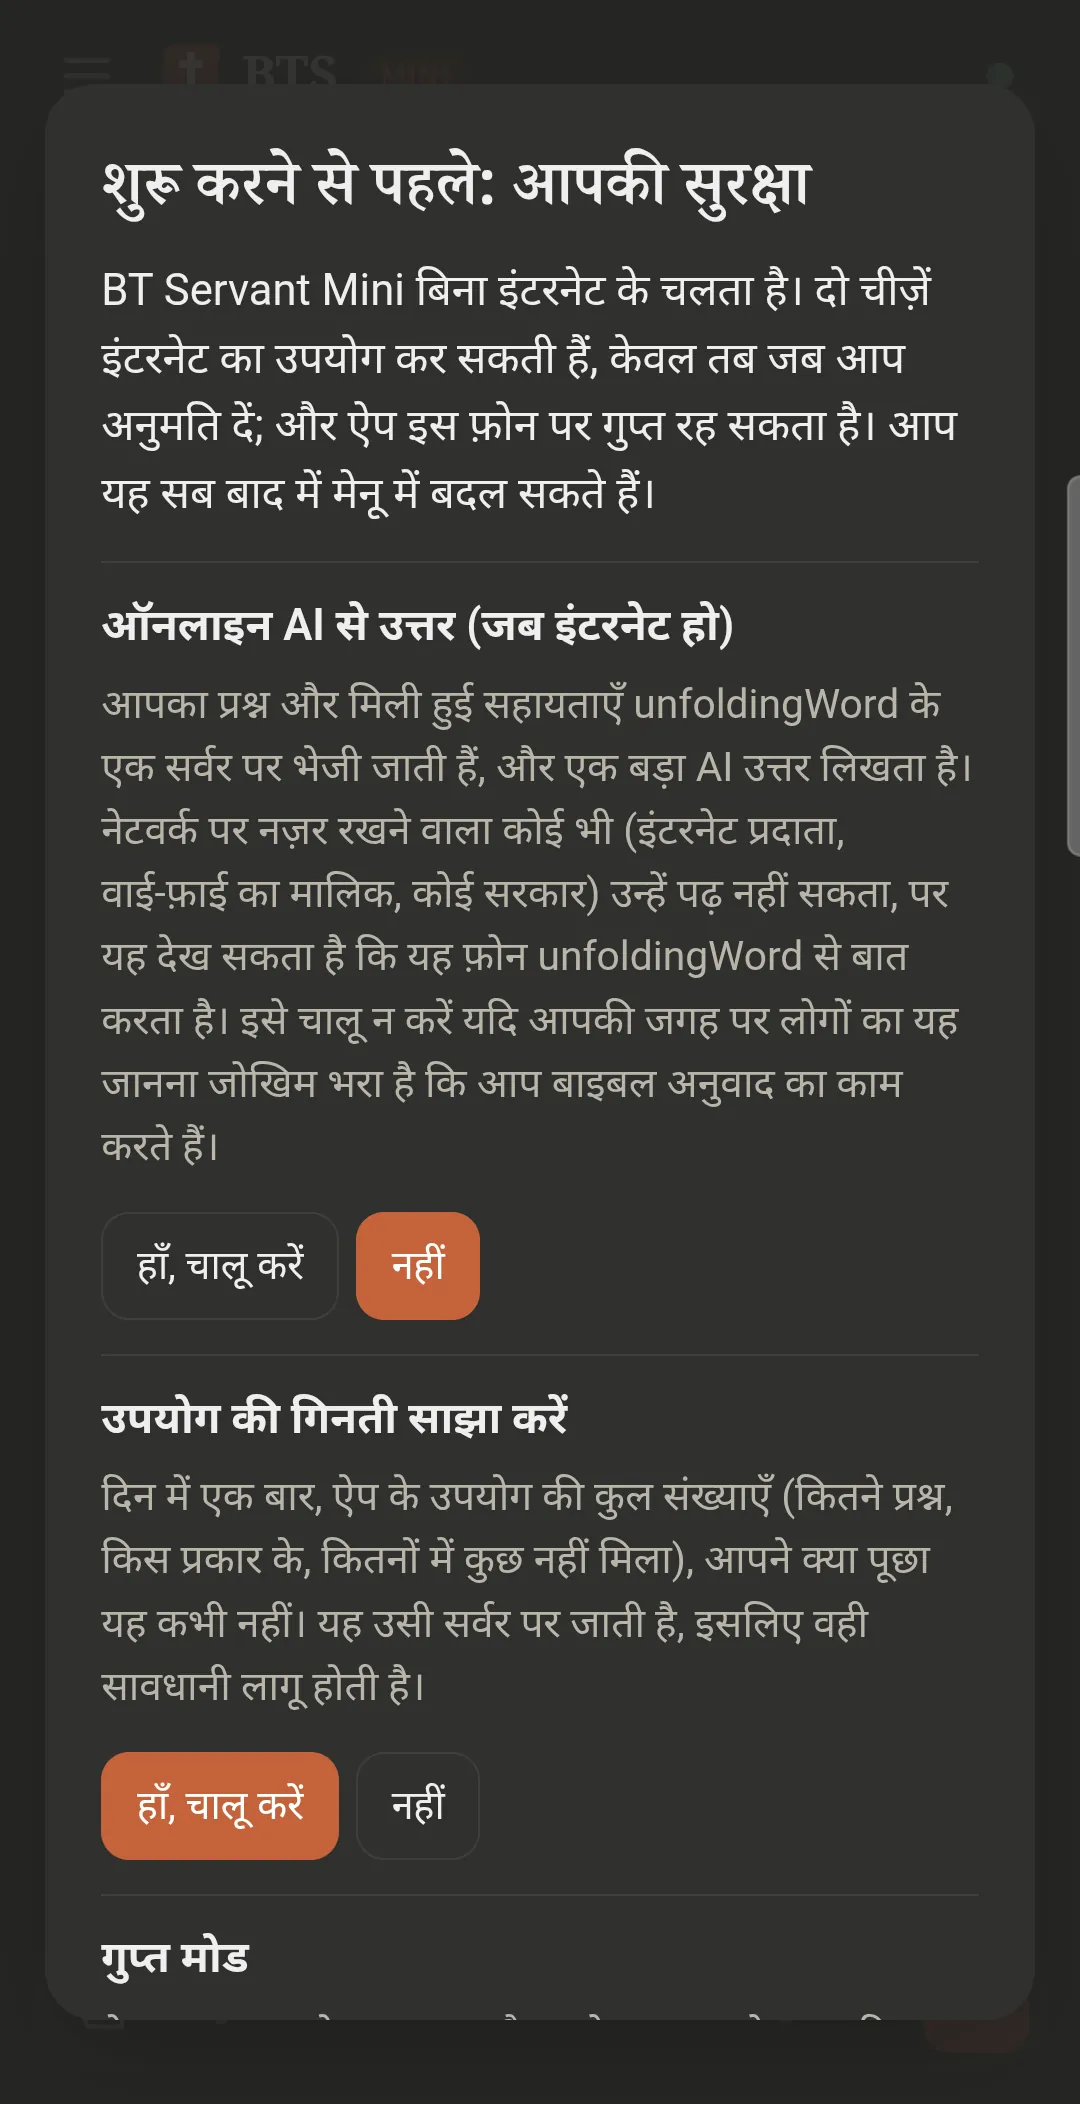 BTS
शुरू करने से पहले: आपकी सुरक्षा
BT Servant Mini बिना इंटरनेट के चलता है। दो चीज़ें
इंटरनेट का उपयोग कर सकती हैं, केवल तब जब आप
अनुमति दें; और ऐप इस फ़ोन पर गुप्त रह सकता है। आप
यह सब बाद में मेनू में बदल सकते हैं।
ऑनलाइन AI से उत्तर (जब इंटरनेट हो)
आपका प्रश्न और मिली हुई सहायताएँ unfoldingWord के
एक सर्वर पर भेजी जाती हैं, और एक बड़ा AI उत्तर लिखता है।
नेटवर्क पर नज़र रखने वाला कोई भी (इंटरनेट प्रदाता,
वाई-फ़ाई का मालिक, कोई सरकार) उन्हें पढ़ नहीं सकता, पर
यह देख सकता है कि यह फ़ोन unfoldingWord से बात
करता है। इसे चालू न करें यदि आपकी जगह पर लोगों का यह
जानना जोखिम भरा है कि आप बाइबल अनुवाद का काम
करते हैं।
हाँ, चालू करें नहीं
उपयोग की गिनती साझा करें
दिन में एक बार, ऐप के उपयोग की कुल संख्याएँ (कितने प्रश्न,
किस प्रकार के, कितनों में कुछ नहीं मिला), आपने क्या पूछा
यह कभी नहीं। यह उसी सर्वर पर जाती है, इसलिए वही
सावधानी लागू होती है।
हाँ, चालू करें नहीं
गुप्त मोड